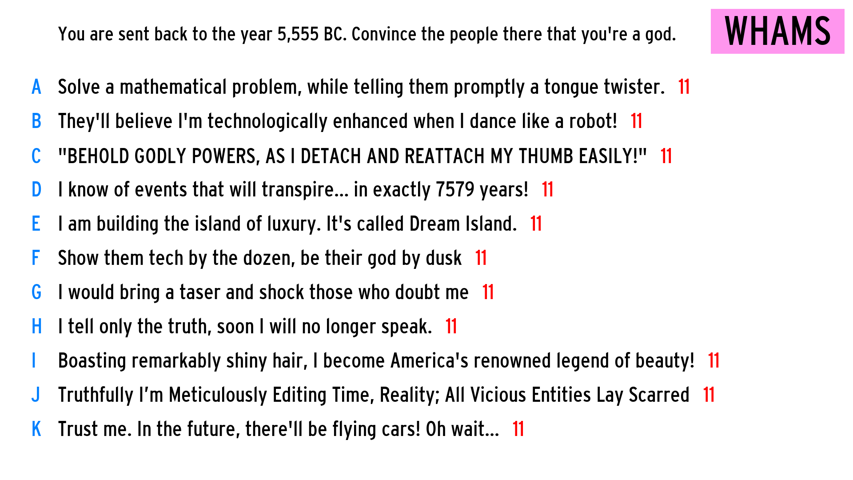 You are sent back to the year 5,555 BC. Convince the people there that you're a god.
WHAMS
A Solve a mathematical problem, while telling them promptly a tongue twister. 11
B They'll believe I'm technologically enhanced when I dance like a robot! 11
C "BEHOLD GODLY POWERS, AS I DETACH AND REATTACH MY THUMB EASILY!" 11
D I know of events that will transpire... in exactly 7579 years! 11
E I am building the island of luxury. It's called Dream Island. 11
F Show them tech by the dozen, be their god by dusk 11
G I would bring a taser and shock those who doubt me 11
H I tell only the truth, soon I will no longer speak. 11
I Boasting remarkably shiny hair, I become America's renowned legend of beauty! 11
J Truthfully I’m Meticulously Editing Time, Reality; All Vicious Entities Lay Scarred 11
K Trust me. In the future, there'll be flying cars! Oh wait... 11